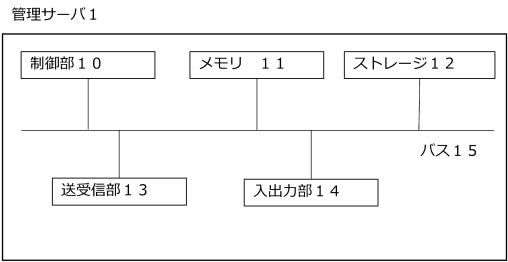 管理サーバ１
制御部１０
メモリ　１１
ストレージ１２
バス１５
送受信部１３
入出力部１４